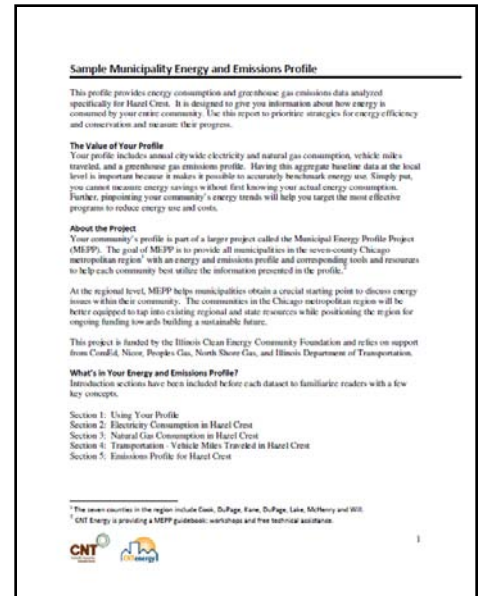 Sample Municipality Energy and Emissions Profile
This profile provides energy consumption and greenhouse gas emissions data analyzed
specifically for Hazel Crest. It is designed to give you information about how energy is
consumed by your entire community. Use this report to prioritize strategies for energy efficiency
and conservation and measure their progress.
The Value of Your Profile
Your profile includes annual citywide electricity and natural gas consumption, vehicle miles
traveled, and a greenhouse gas emissions profile. Having this aggregate baseline data at the local
level is important because it makes it possible to accurately benchmark energy use. Simply put,
you cannot measure energy savings without first knowing your actual energy consumption.
Further, pinpointing your community's energy trends will help you target the most effective
programs to reduce energy use and costs.
About the Project
Your community's profile is part of a larger project called the Municipal Energy Profile Project
(MEPP). The goal of MEPP is to provide all municipalities in the seven-county Chicago
metropolitan region¹ with an energy and emissions profile and corresponding tools and resources
to help each community best utilize the information presented in the profile.²
At the regional level, MEPP helps municipalities obtain a crucial starting point to discuss energy
issues within their community. The communities in the Chicago metropolitan region will be
better equipped to tap into existing regional and state resources while positioning the region for
ongoing funding towards building a sustainable future.
This project is funded by the Illinois Clean Energy Community Foundation and relies on support
from ComEd, Nicor, Peoples Gas, North Shore Gas, and Illinois Department of Transportation.
What's in Your Energy and Emissions Profile?
Introduction sections have been included before each dataset to familiarize readers with a few
key concepts.
Section 1: Using Your Profile
Section 2: Electricity Consumption in Hazel Crest
Section 3: Natural Gas Consumption in Hazel Crest
Section 4: Transportation - Vehicle Miles Traveled in Hazel Crest
Section 5: Emissions Profile for Hazel Crest
¹ The seven counties in the region include Cook, DuPage, Kane, DuPage, Lake, McHenry and Will.
² CNT Energy is providing a MEPP guidebook; workshops and free technical assistance.
CNT
CNTenergy
1